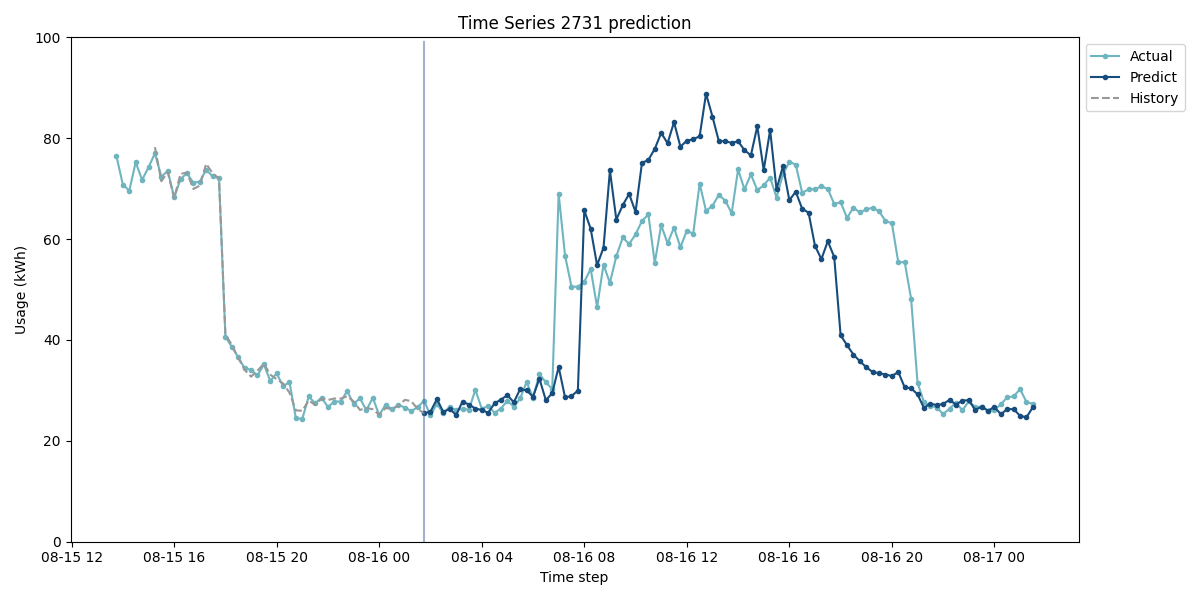 Time Series 2731 prediction
100
80
60
40
20
0
Usage (kWh)
08-15 12
08-15 16
08-15 20
08-16 00
08-16 04
08-16 08
08-16 12
08-16 16
08-16 20
08-17 00
Time step
Actual
Predict
History